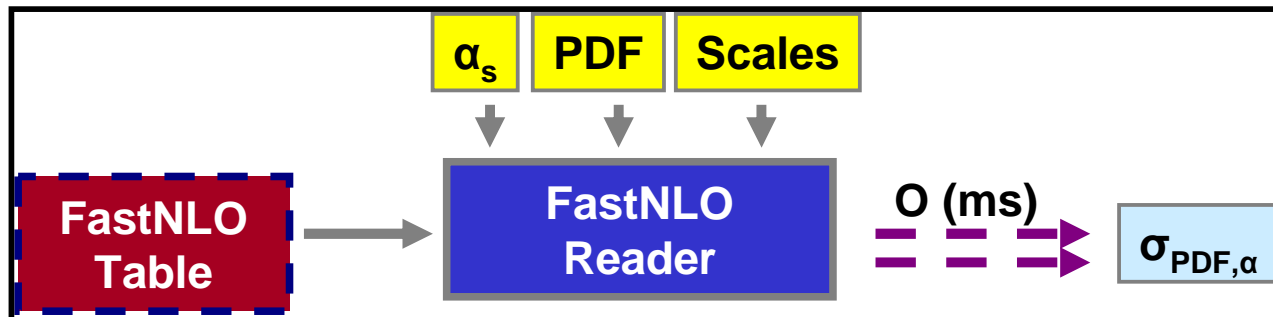 αs PDF Scales
FastNLO
Table
FastNLO
Reader
O (ms)
σPDF,α